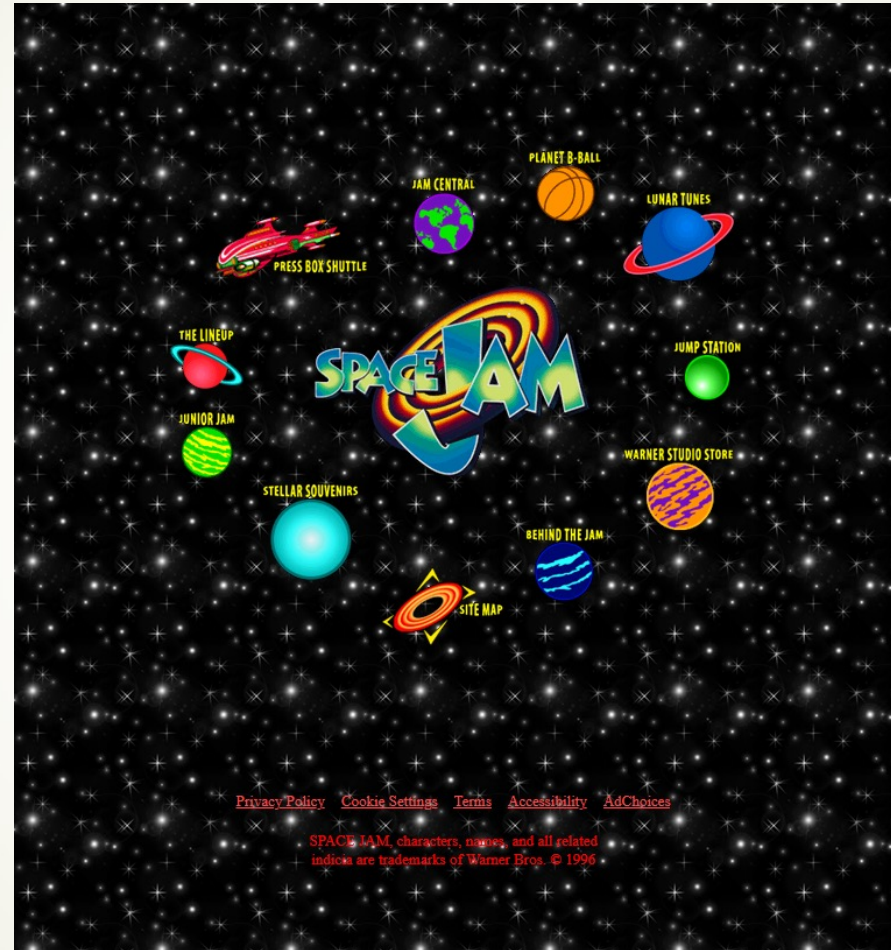 PLANET B-BALL
JAM CENTRAL
LUNAR TUNES
PRESS BOX SHUTTLE
THE LINEUP
SPACE JAM
JUMP STATION
JUNIOR JAM
WARNER STUDIO STORE
STELLAR SOUVENIRS
BEHIND THE JAM
SITE MAP
Privacy Policy Cookie Settings Terms Accessibility AdChoices
SPACE JAM, characters, names, and all related
indicia are trademarks of Warner Bros. © 1996